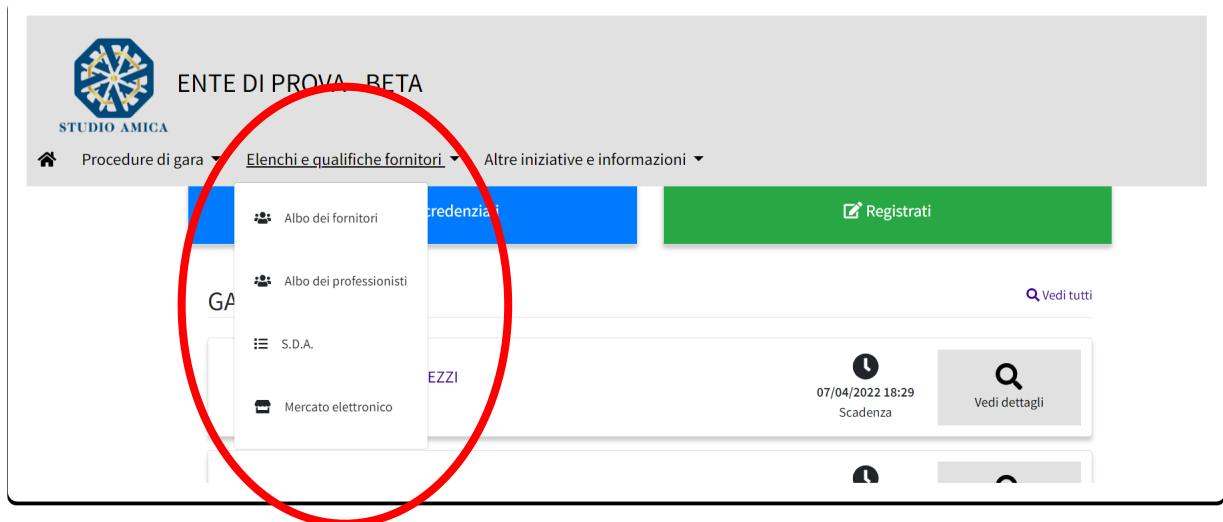 ENTE DI PROVA BETA
STUDIO AMICA
Procedure di gara
Elenchi e qualifiche fornitori
Altre iniziative e informazioni
credenziali
Registrati
Albo dei fornitori
Albo dei professionisti
GA
Vedi tutti
S.D.A.
EZZI
07/04/2022 18:29
Scadenza
Vedi dettagli
Mercato elettronico